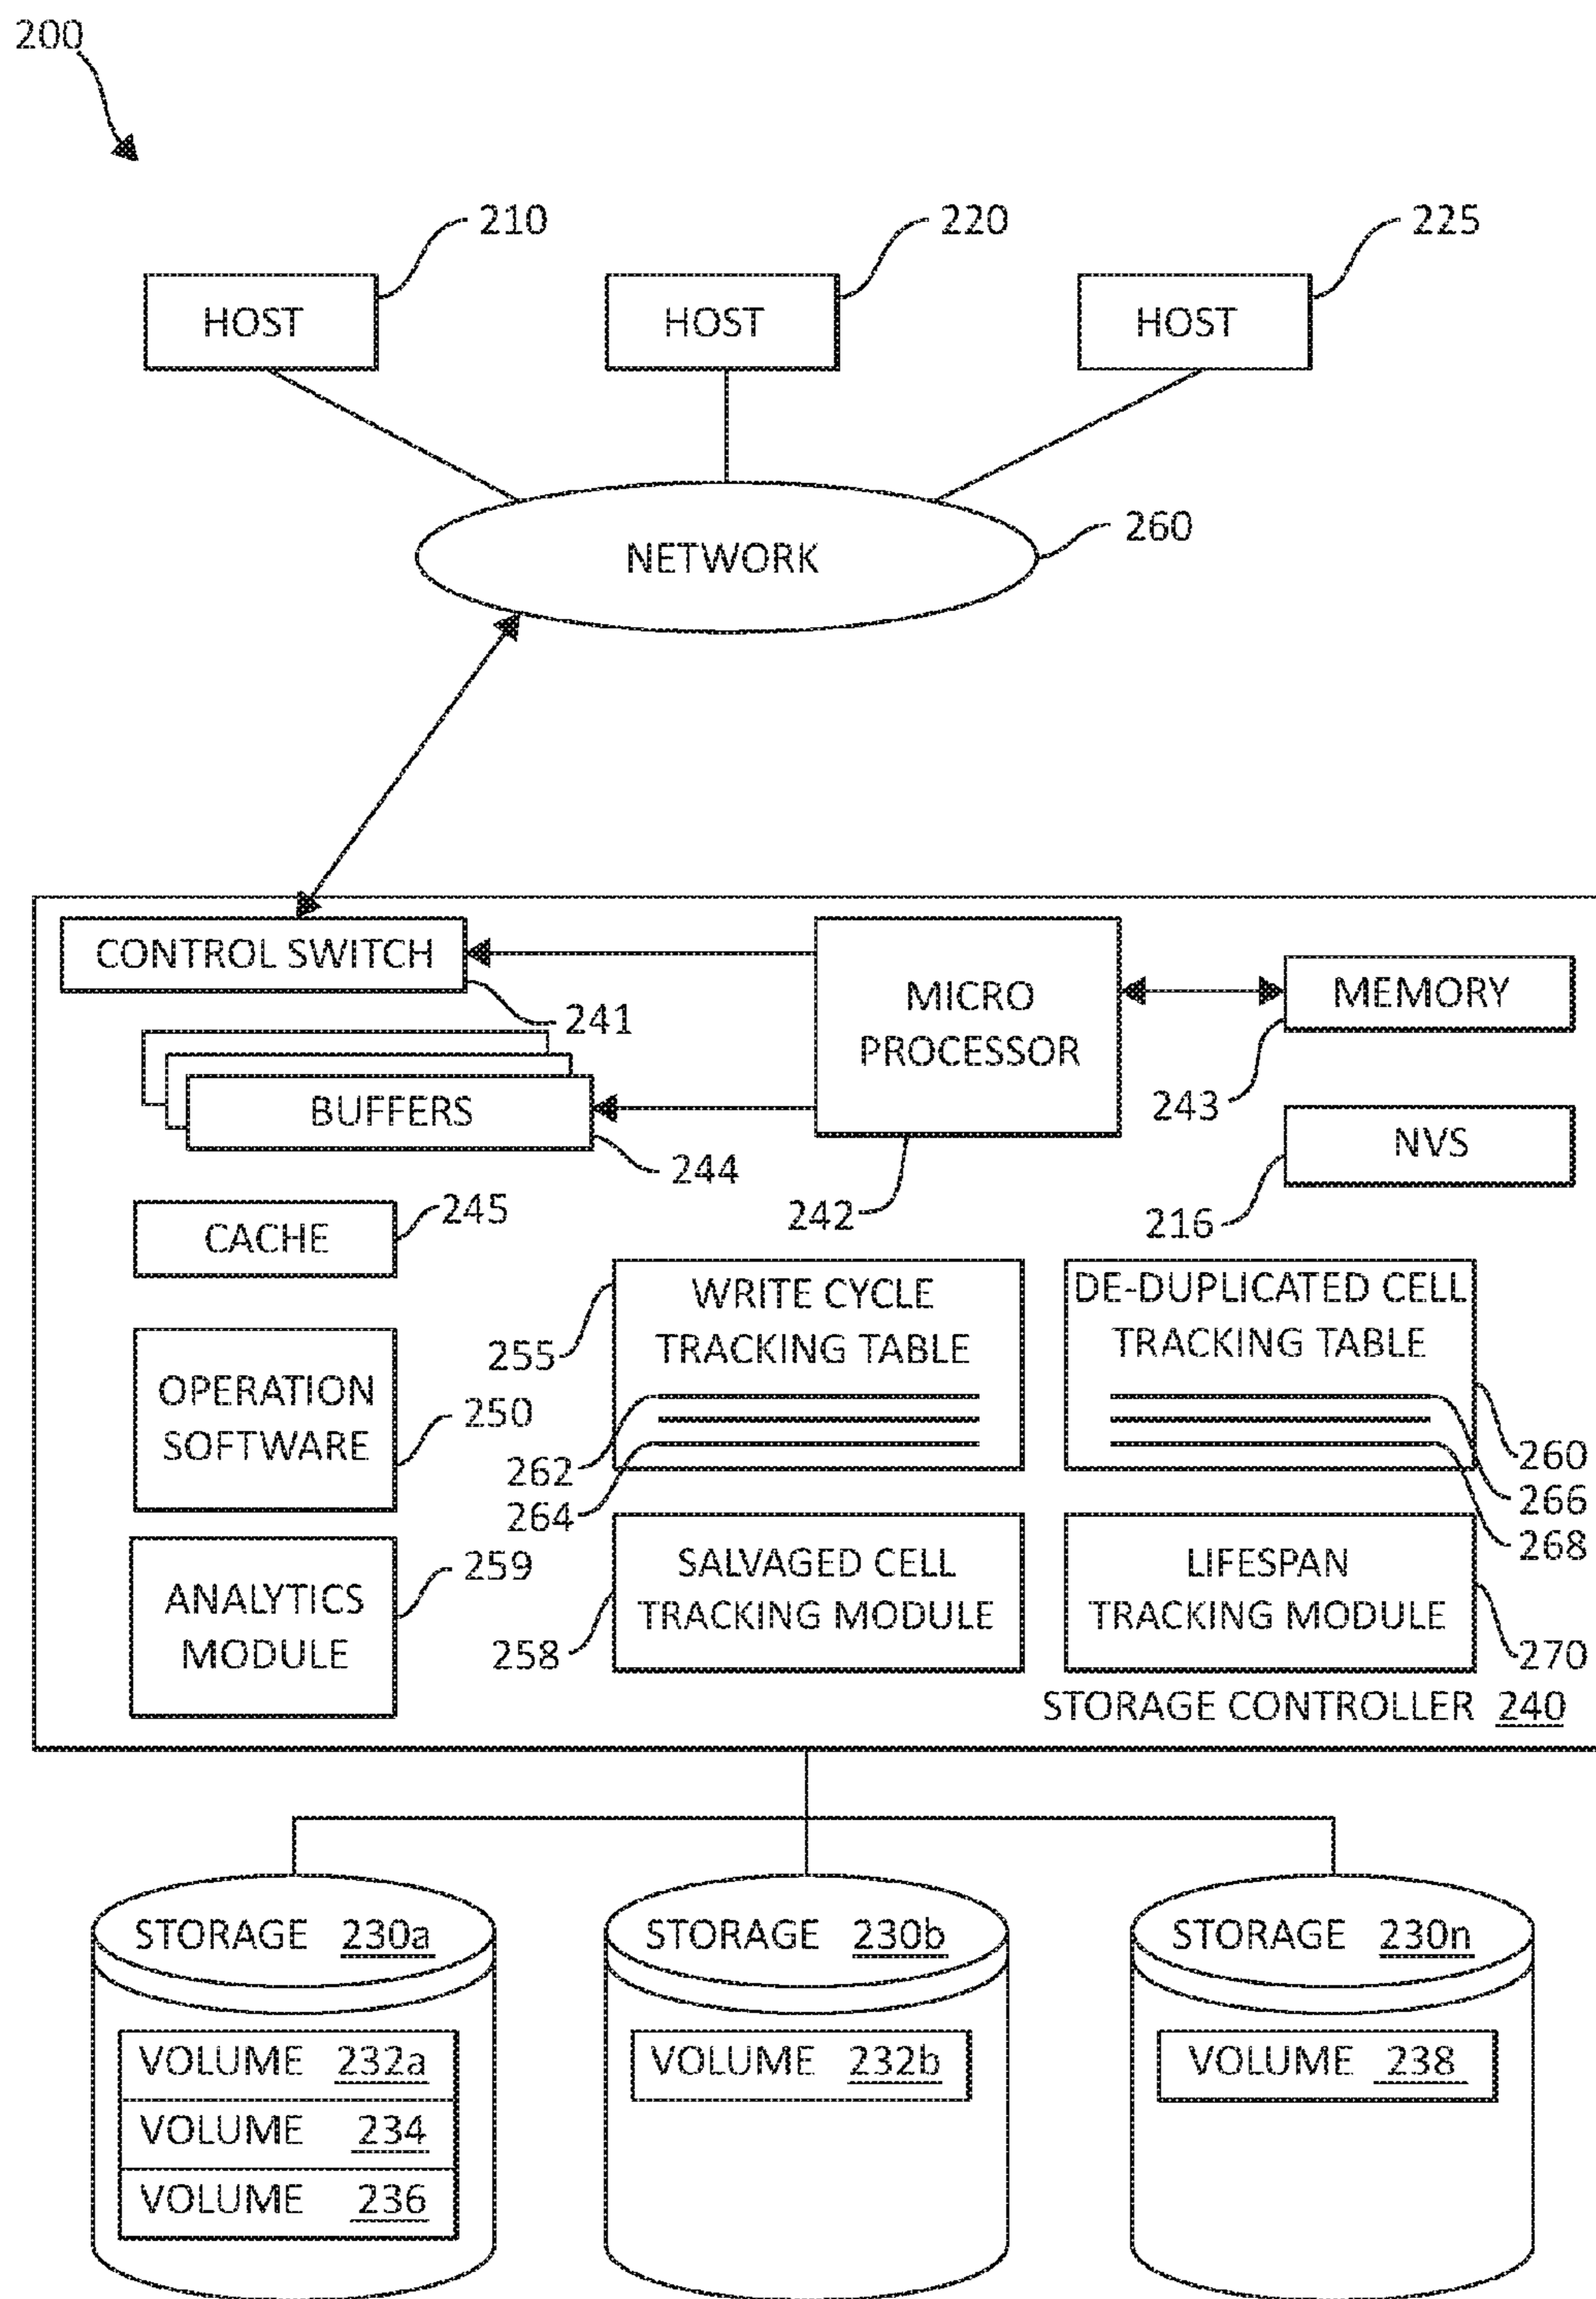 200
210
220
225
HOST
HOST
HOST
260
NETWORK
CONTROL SWITCH
MICRO
PROCESSOR
MEMORY
241
243
BUFFERS
NVS
244
242
216
245
CACHE
WRITE CYCLE
TRACKING TABLE
DE-DUPLICATED CELL
TRACKING TABLE
255
OPERATION
SOFTWARE
250
262
264
260
266
268
ANALYTICS
MODULE
259
SALVAGED CELL
TRACKING MODULE
LIFESPAN
TRACKING MODULE
258
270
STORAGE CONTROLLER 240
STORAGE 230a
STORAGE 230b
STORAGE 230n
VOLUME 232a
VOLUME 234
VOLUME 236
VOLUME 232b
VOLUME 238